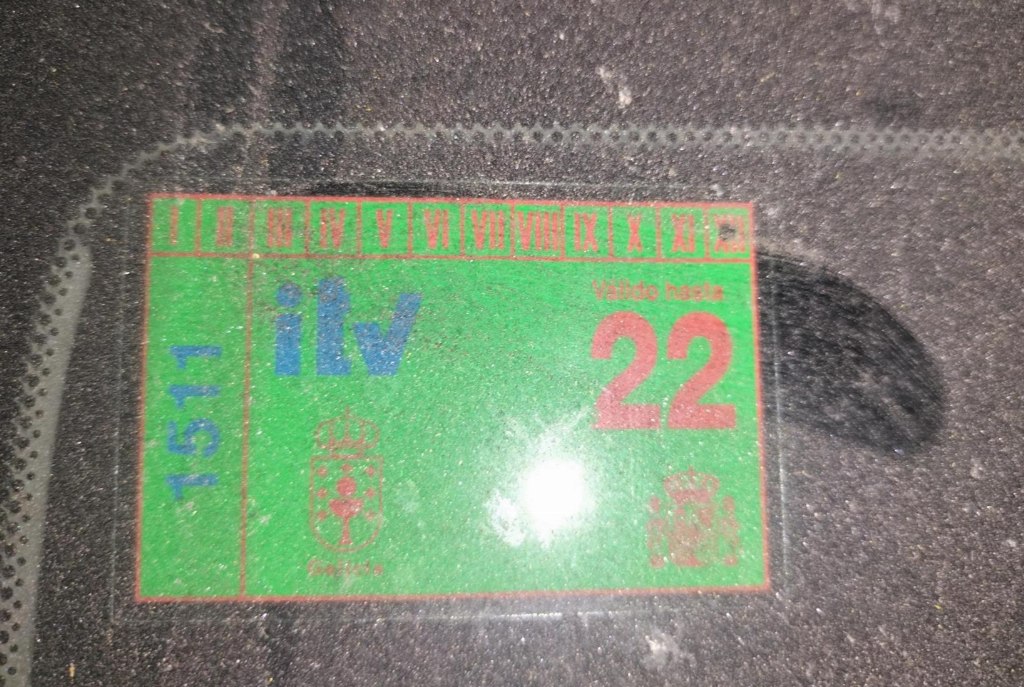 I II III IV V VI VII VIII IX X XI XII
1511
itv
Válido hasta
22
Galicia